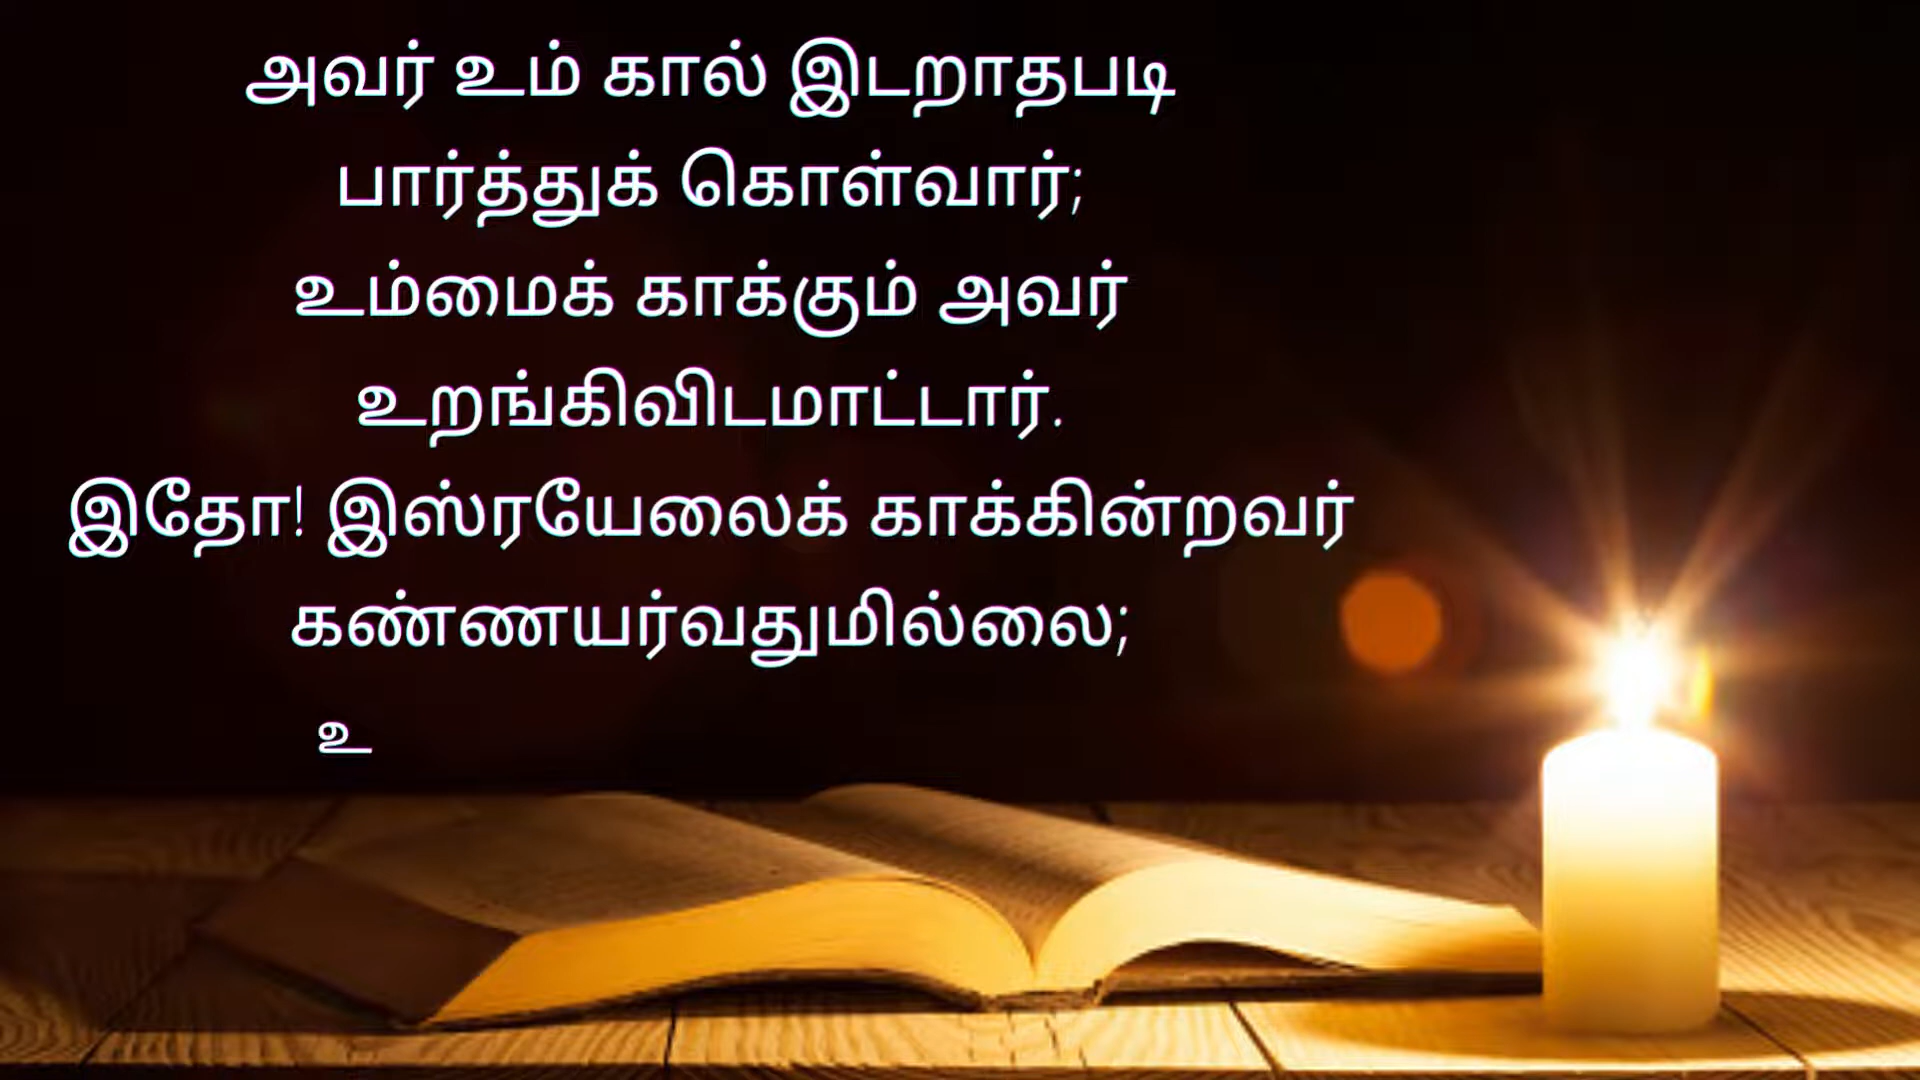 அவர் உம் கால் இடறாதபடி
பார்த்துக் கொள்வார்;
உம்மைக் காக்கும் அவர்
உறங்கிவிடமாட்டார்.
இதோ! இஸ்ரயேலைக் காக்கின்றவர்
கண்ணயர்வதுமில்லை;
உ